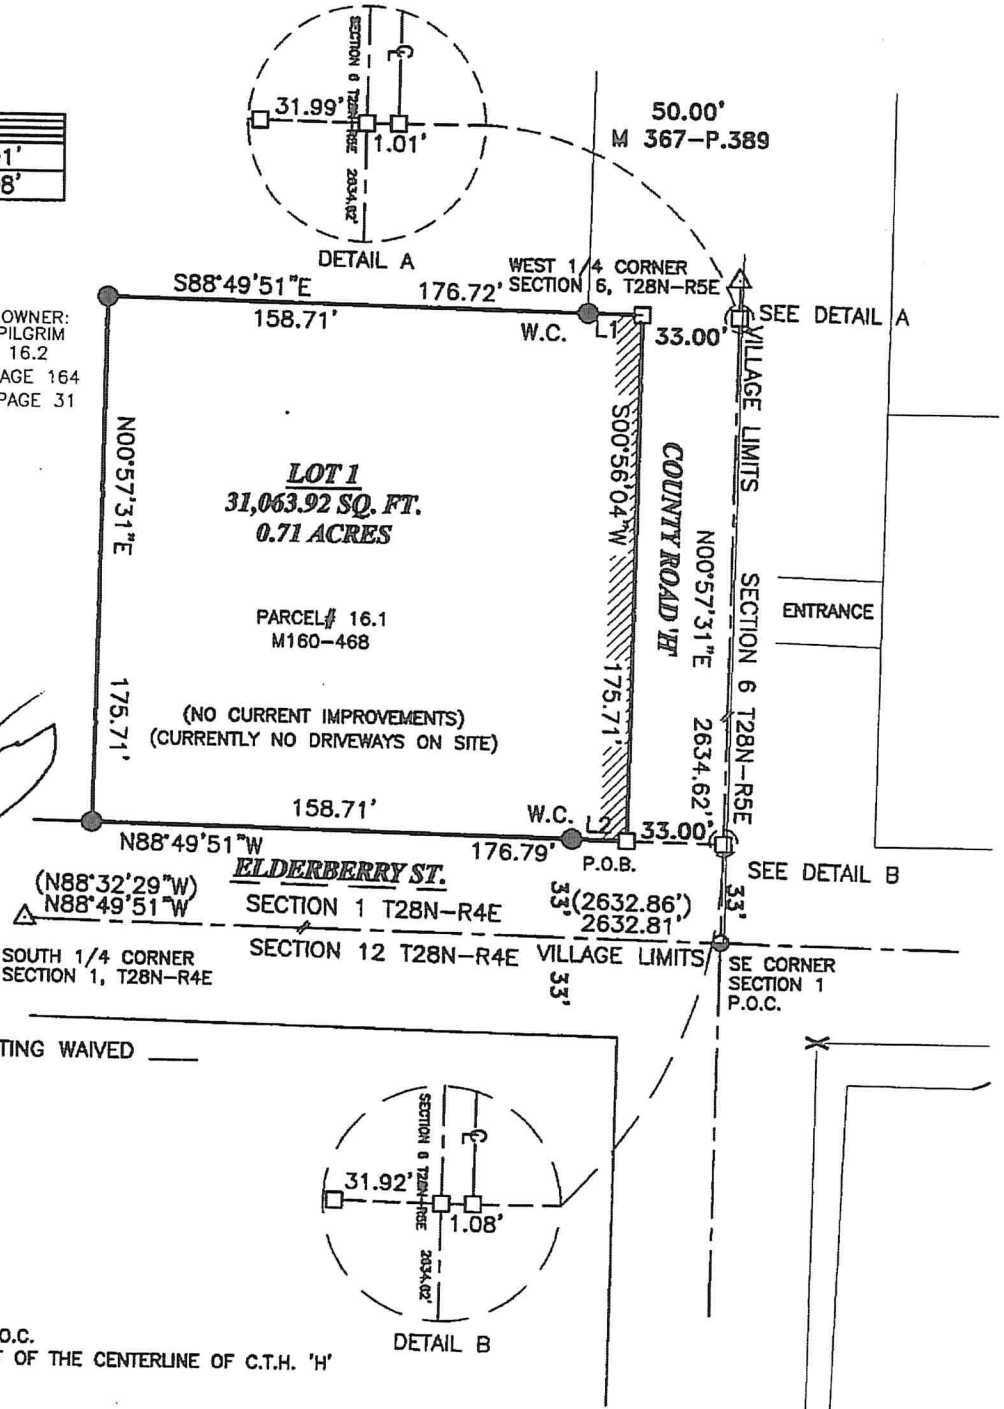 SECTION 6 T28N-R5E 2634.62'
C̲L̲
31.99'
1.01'
DETAIL A
50.00'
M 367-P.389
1'
8'
WEST 1/4 CORNER
SECTION 6, T28N-R5E
SEE DETAIL A
S88°49'51"E 176.72'
158.71'
W.C. L1
33.00'
OWNER:
PILGRIM
16.2
AGE 164
PAGE 31
N00°57'31"E 175.71'
LOT 1
31,063.92 SQ. FT.
0.71 ACRES
PARCEL# 16.1
M160-468
(NO CURRENT IMPROVEMENTS)
(CURRENTLY NO DRIVEWAYS ON SITE)
S00°56'04"W 175.71'
COUNTY ROAD 'H'
N00°57'31"E 2634.62'
VILLAGE LIMITS SECTION 6 T28N-R5E
ENTRANCE
158.71'
W.C. L2
33.00'
N88°49'51"W 176.79'
P.O.B.
SEE DETAIL B
ELDERBERRY ST.
(N88°32'29"W)
N88°49'51"W
SECTION 1 T28N-R4E
33'
(2632.86')
2632.81'
33'
SOUTH 1/4 CORNER
SECTION 1, T28N-R4E
SECTION 12 T28N-R4E VILLAGE LIMITS
33'
SE CORNER
SECTION 1
P.O.C.
TING WAIVED
SECTION 6 T28N-R5E 2634.62'
CL
31.92'
1.08'
DETAIL B
O.C.
OF THE CENTERLINE OF C.T.H. 'H'